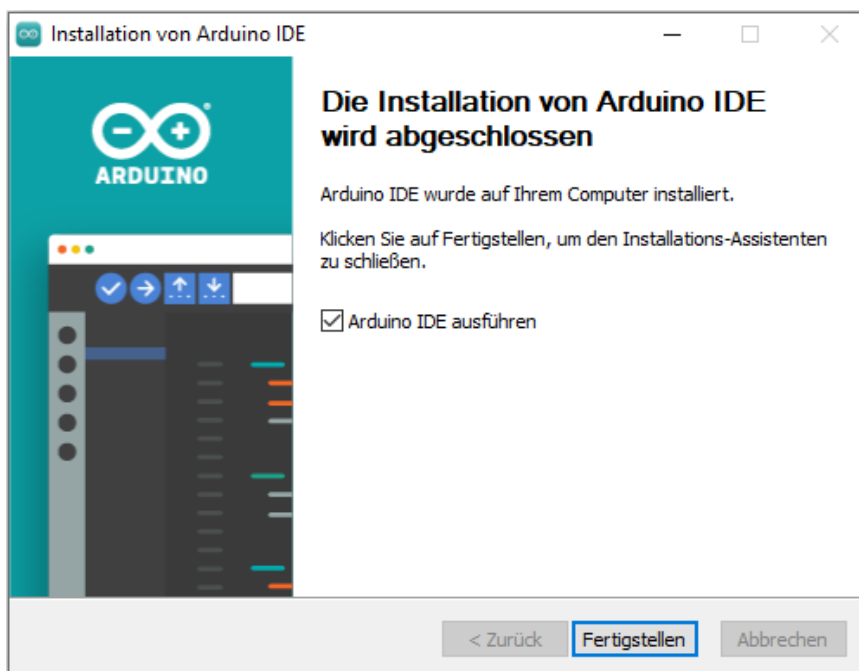 Installation von Arduino IDE
ARDUINO
Die Installation von Arduino IDE
wird abgeschlossen
Arduino IDE wurde auf Ihrem Computer installiert.
Klicken Sie auf Fertigstellen, um den Installations-Assistenten
zu schließen.
Arduino IDE ausführen
< Zurück
Fertigstellen
Abbrechen